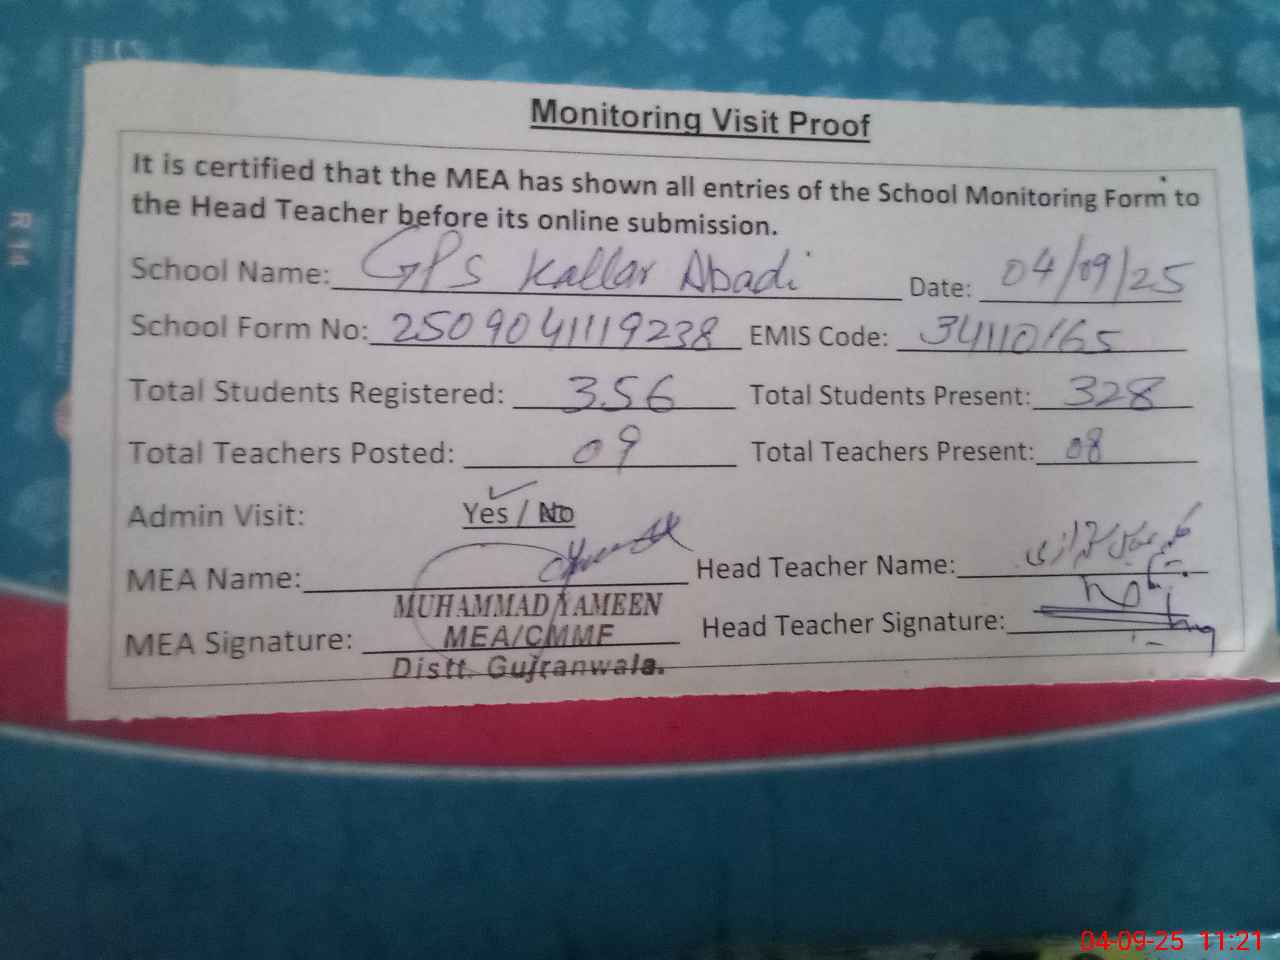 Monitoring Visit Proof
It is certified that the MEA has shown all entries of the School Monitoring Form to
the Head Teacher before its online submission.
School Name: GPS Kallar Abadi Date: 04/09/25
School Form No: 2509041119238 EMIS Code: 34110165
Total Students Registered: 356 Total Students Present: 328
Total Teachers Posted: 09 Total Teachers Present: 08
Admin Visit: Yes / No
MEA Name: Head Teacher Name:
MUHAMMAD YAMEEN
MEA Signature: MEA/CMMF Head Teacher Signature:
Distt. Gujranwala.
R 14
04-09-25 11:21